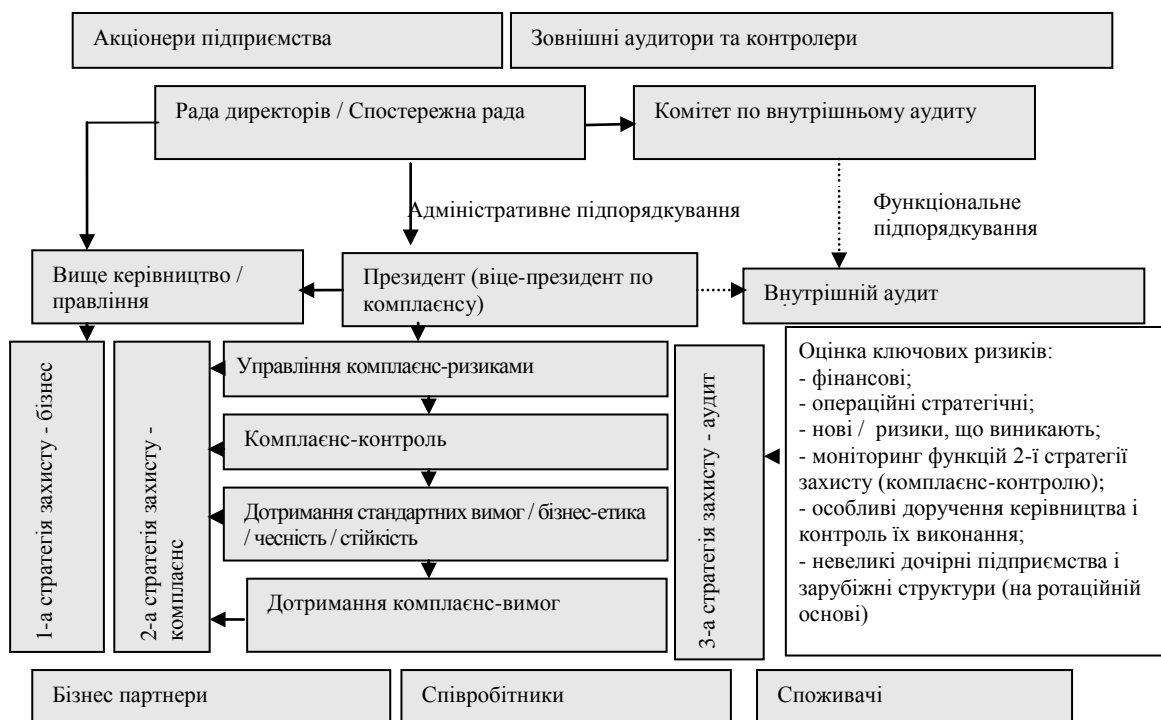 Акціонери підприємства
Зовнішні аудитори та контролери
Рада директорів / Спостережна рада
Комітет по внутрішньому аудиту
Адміністративне підпорядкування
Функціональне
підпорядкування
Вище керівництво /
правління
Президент (віце-президент по
комплаєнсу)
Внутрішній аудит
1-а стратегія захисту - бізнес
2-а стратегія захисту -
комплаєнс
Управління комплаєнс-ризиками
Комплаєнс-контроль
Дотримання стандартних вимог / бізнес-етика
/ чесність / стійкість
Дотримання комплаєнс-вимог
3-а стратегія захисту - аудит
Оцінка ключових ризиків:
- фінансові;
- операційні стратегічні;
- нові / ризики, що виникають;
- моніторинг функцій 2-ї стратегії
захисту (комплаєнс-контролю);
- особливі доручення керівництва і
контроль їх виконання;
- невеликі дочірні підприємства і
зарубіжні структури (на ротаційній
основі)
Бізнес партнери
Співробітники
Споживачі